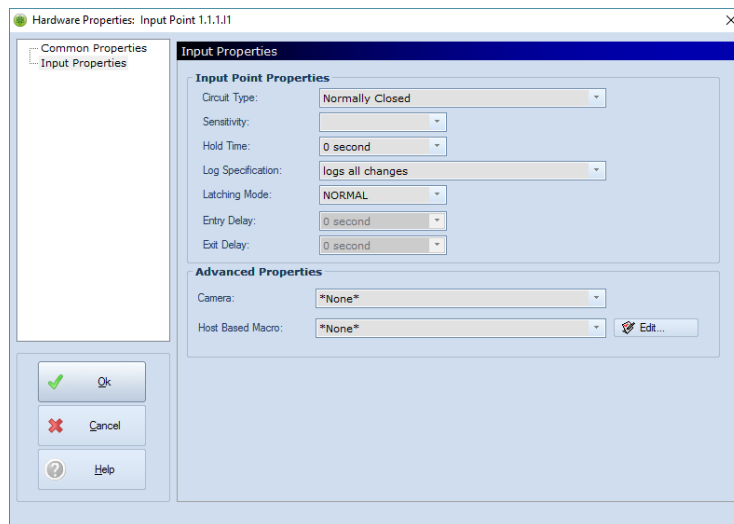 Hardware Properties: Input Point 1.1.1.I1
Common Properties
Input Properties
Input Properties
Input Point Properties
Circuit Type: Normally Closed
Sensitivity:
Hold Time: 0 second
Log Specification: logs all changes
Latching Mode: NORMAL
Entry Delay: 0 second
Exit Delay: 0 second
Advanced Properties
Camera: *None*
Host Based Macro: *None* Edit...
Ok
Cancel
Help